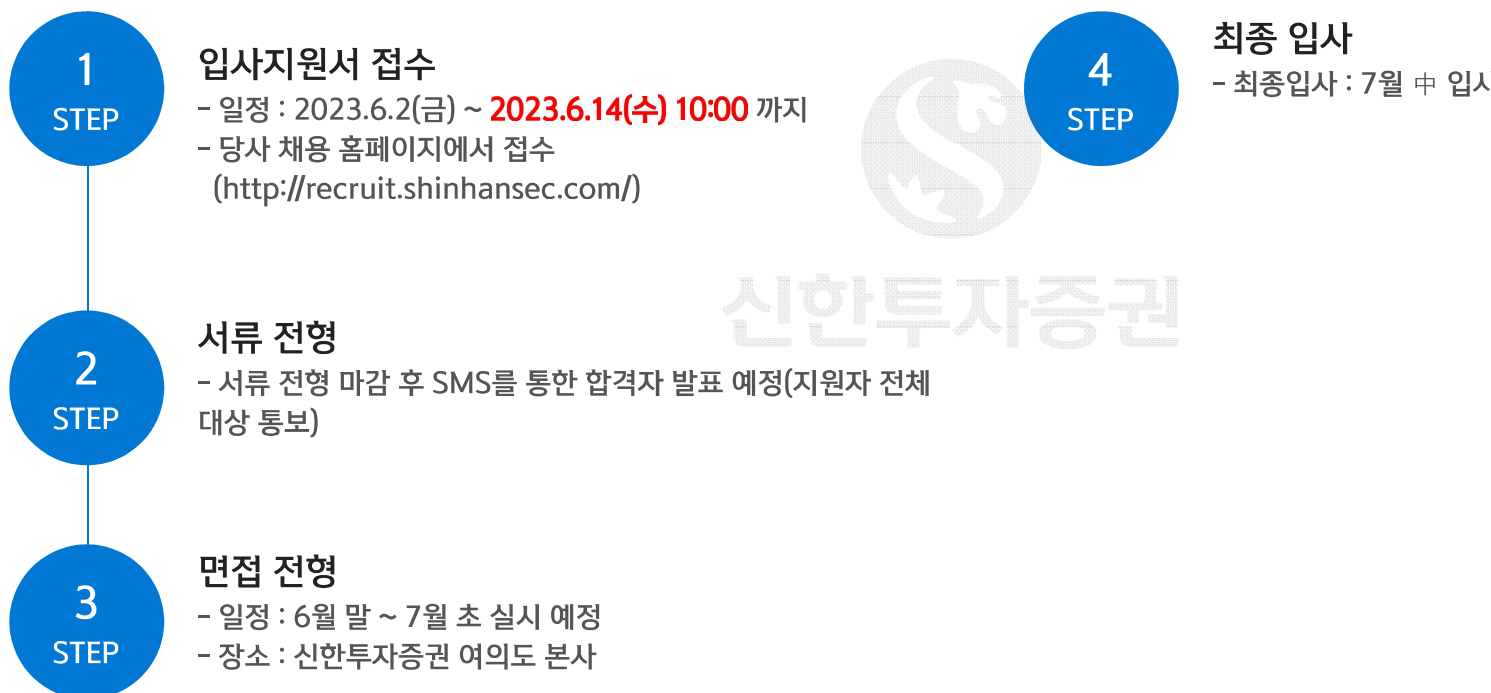 1
STEP
입사지원서 접수
- 일정 : 2023.6.2(금) ~ 2023.6.14(수) 10:00 까지
- 당사 채용 홈페이지에서 접수
(http://recruit.shinhansec.com/)
2
STEP
서류 전형
- 서류 전형 마감 후 SMS를 통한 합격자 발표 예정(지원자 전체
대상 통보)
3
STEP
면접 전형
- 일정 : 6월 말 ~ 7월 초 실시 예정
- 장소 : 신한투자증권 여의도 본사
4
STEP
최종 입사
- 최종입사 : 7월 中
신한투자증권